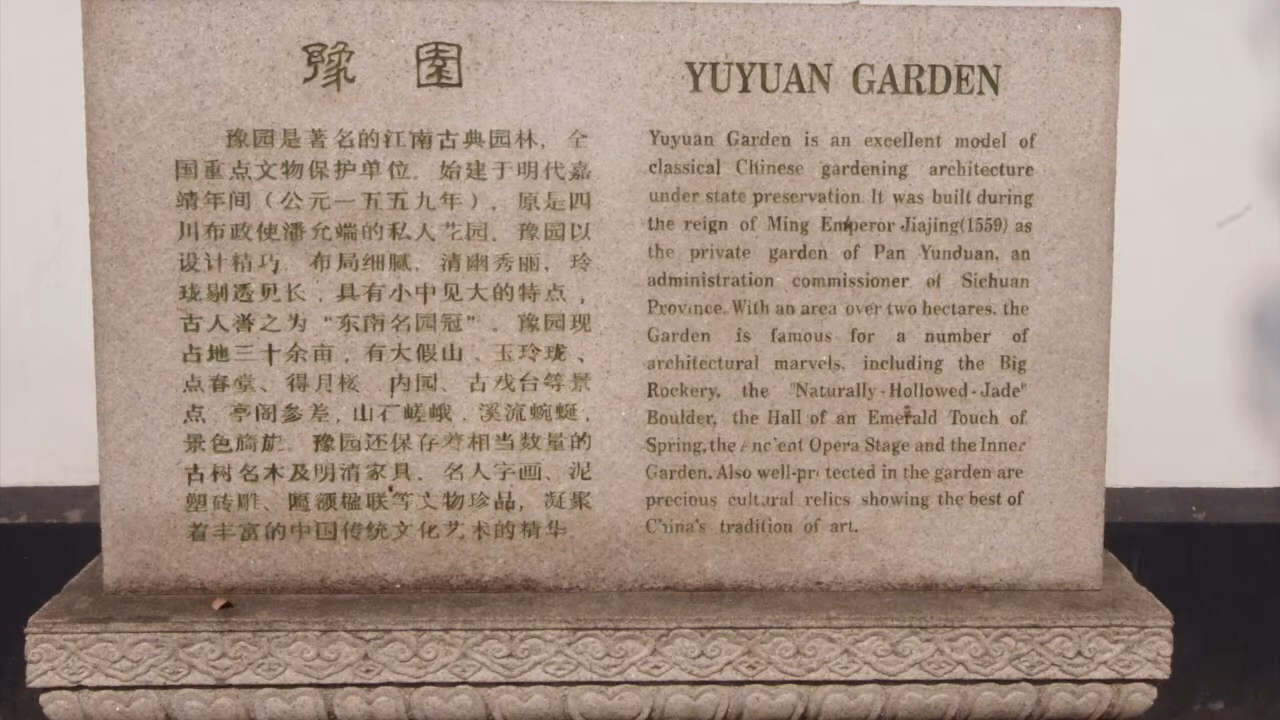 豫園
豫园是著名的江南古典园林，全
国重点文物保护单位。始建于明代嘉
靖年间（公元一五五九年），原是四
川布政使潘允端的私人花园。豫园以
设计精巧、布局细腻，清幽秀丽，玲
珑剔透见长，具有小中见大的特点，
古人誉之为“东南名园冠”。豫园现
占地三十余亩，有大假山、玉玲珑、
点春堂、得月楼、内园、古戏台等景
点，亭阁参差，山石嵯峨，溪流蜿蜒，
景色旖旎。豫园还保存着相当数量的
古树名木及明清家具、名人字画、泥
塑砖雕、匾额楹联等文物珍品，凝聚
着丰富的中国传统文化艺术的精华。
YUYUAN GARDEN
Yuyuan Garden is an excellent model of
classical Chinese gardening architecture
under state preservation. It was built during
the reign of Ming Emperor Jiajing(1559) as
the private garden of Pan Yunduan, an
administration commissioner of Sichuan
Province. With an area over two hectares, the
Garden is famous for a number of
architectural marvels, including the Big
Rockery, the "Naturally-Hollowed-Jade"
Boulder, the Hall of an Emerald Touch of
Spring,the Ancient Opera Stage and the Inner
Garden. Also well-protected in the garden are
precious cultural relics showing the best of
China's tradition of art.